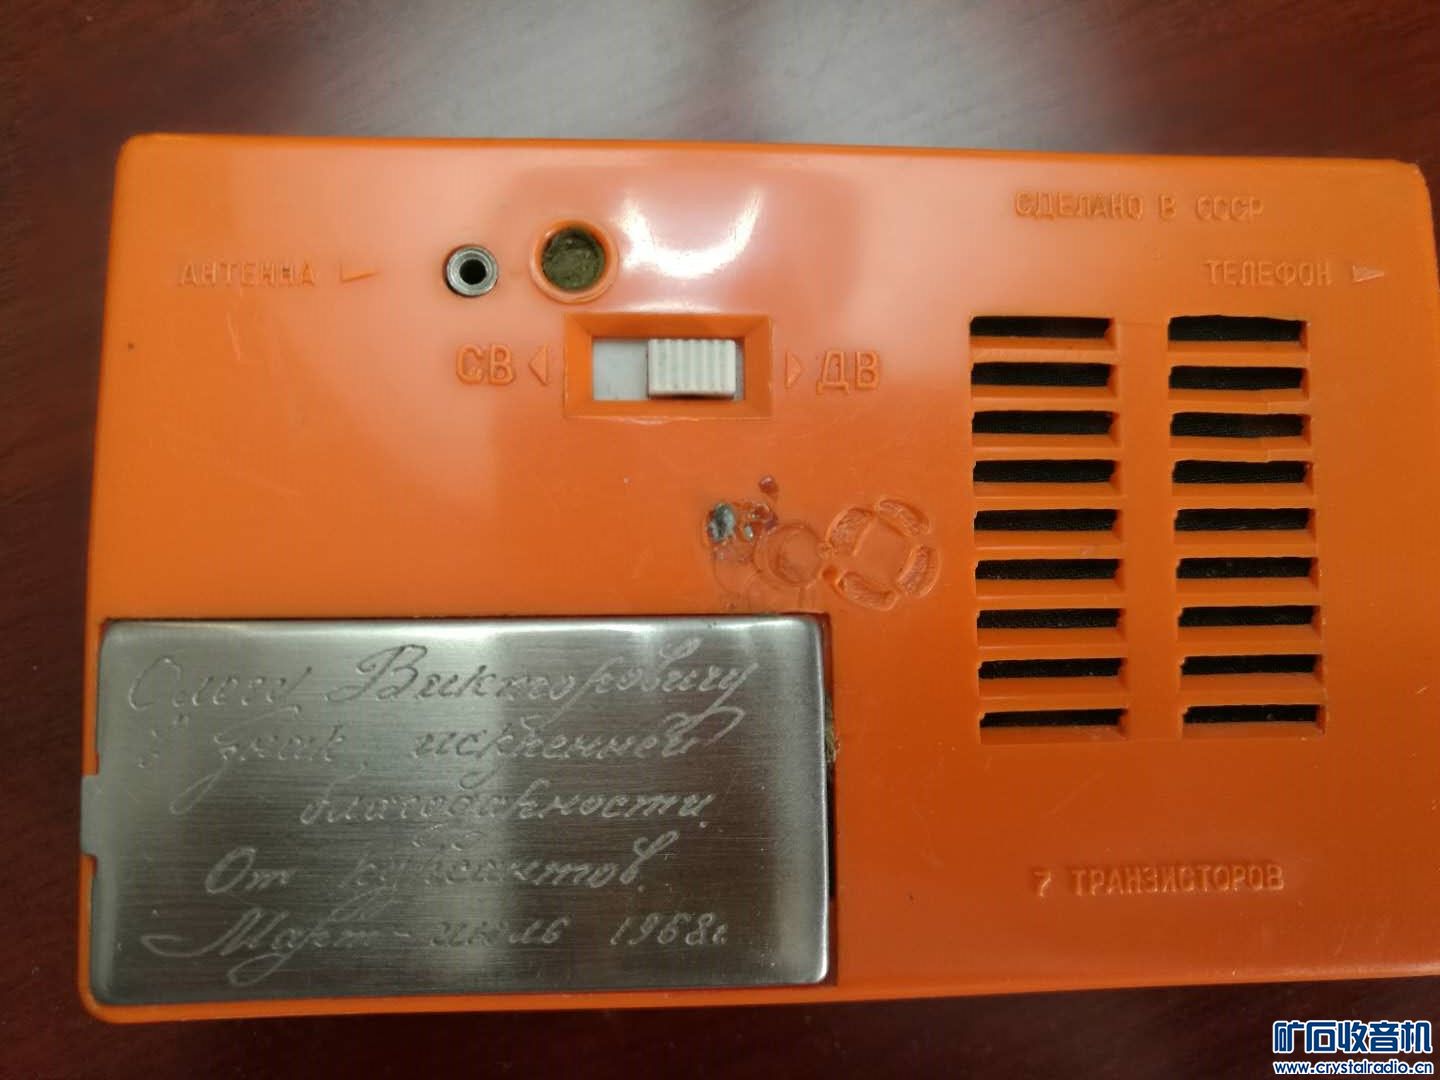 СДЕЛАНО В СССР
АНТЕННА
ТЕЛЕФОН
СВ
ДВ
Олегу Викторовичу
В знак искренней
благодарности.
От курсантов.
Март-июль 1968г.
7 ТРАНЗИСТОРОВ
矿石收音机
www.crystalradio.cn